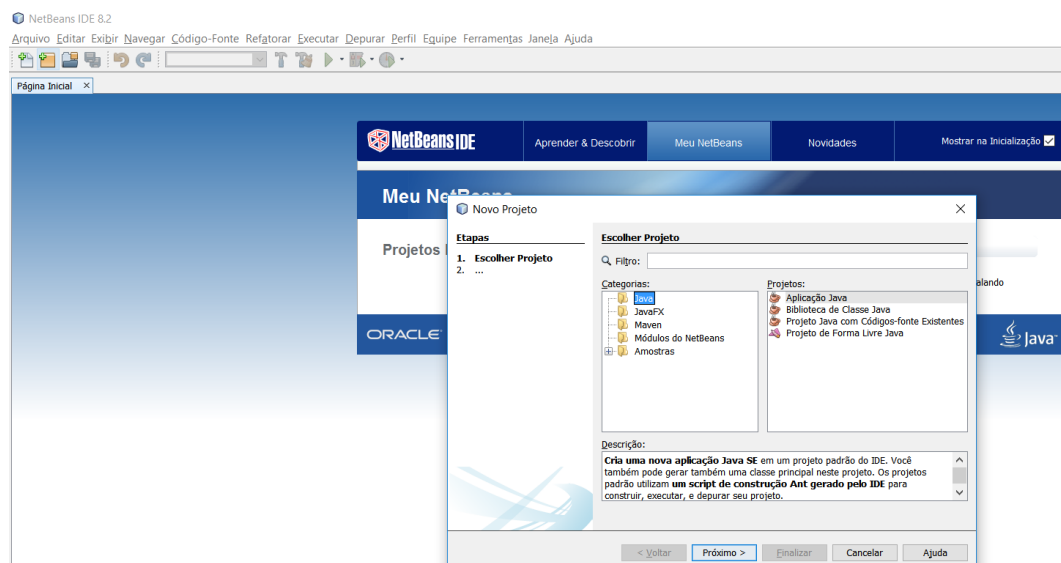 NetBeans IDE 8.2
Arquivo Editar Exibir Navegar Código-Fonte Refatorar Executar Depurar Perfil Equipe Ferramentas Janela Ajuda
Página Inicial
NetBeans IDE
Aprender & Descobrir
Meu NetBeans
Novidades
Mostrar na Inicialização
Meu
Novo Projeto
Projetos
Etapas
1. Escolher Projeto
2. ...
Escolher Projeto
Filtro:
Categorias:
Java
JavaFX
Maven
Módulos do NetBeans
Amostras
Projetos:
Aplicação Java
Biblioteca de Classe Java
Projeto Java com Códigos-fonte Existentes
Projeto de Forma Livre Java
alando
ORACLE
Java
Descrição:
Cria uma nova aplicação Java SE em um projeto padrão do IDE. Você
também pode gerar também uma classe principal neste projeto. Os projetos
padrão utilizam um script de construção Ant gerado pelo IDE para
construir, executar, e depurar seu projeto.
< Voltar
Próximo >
Finalizar
Cancelar
Ajuda